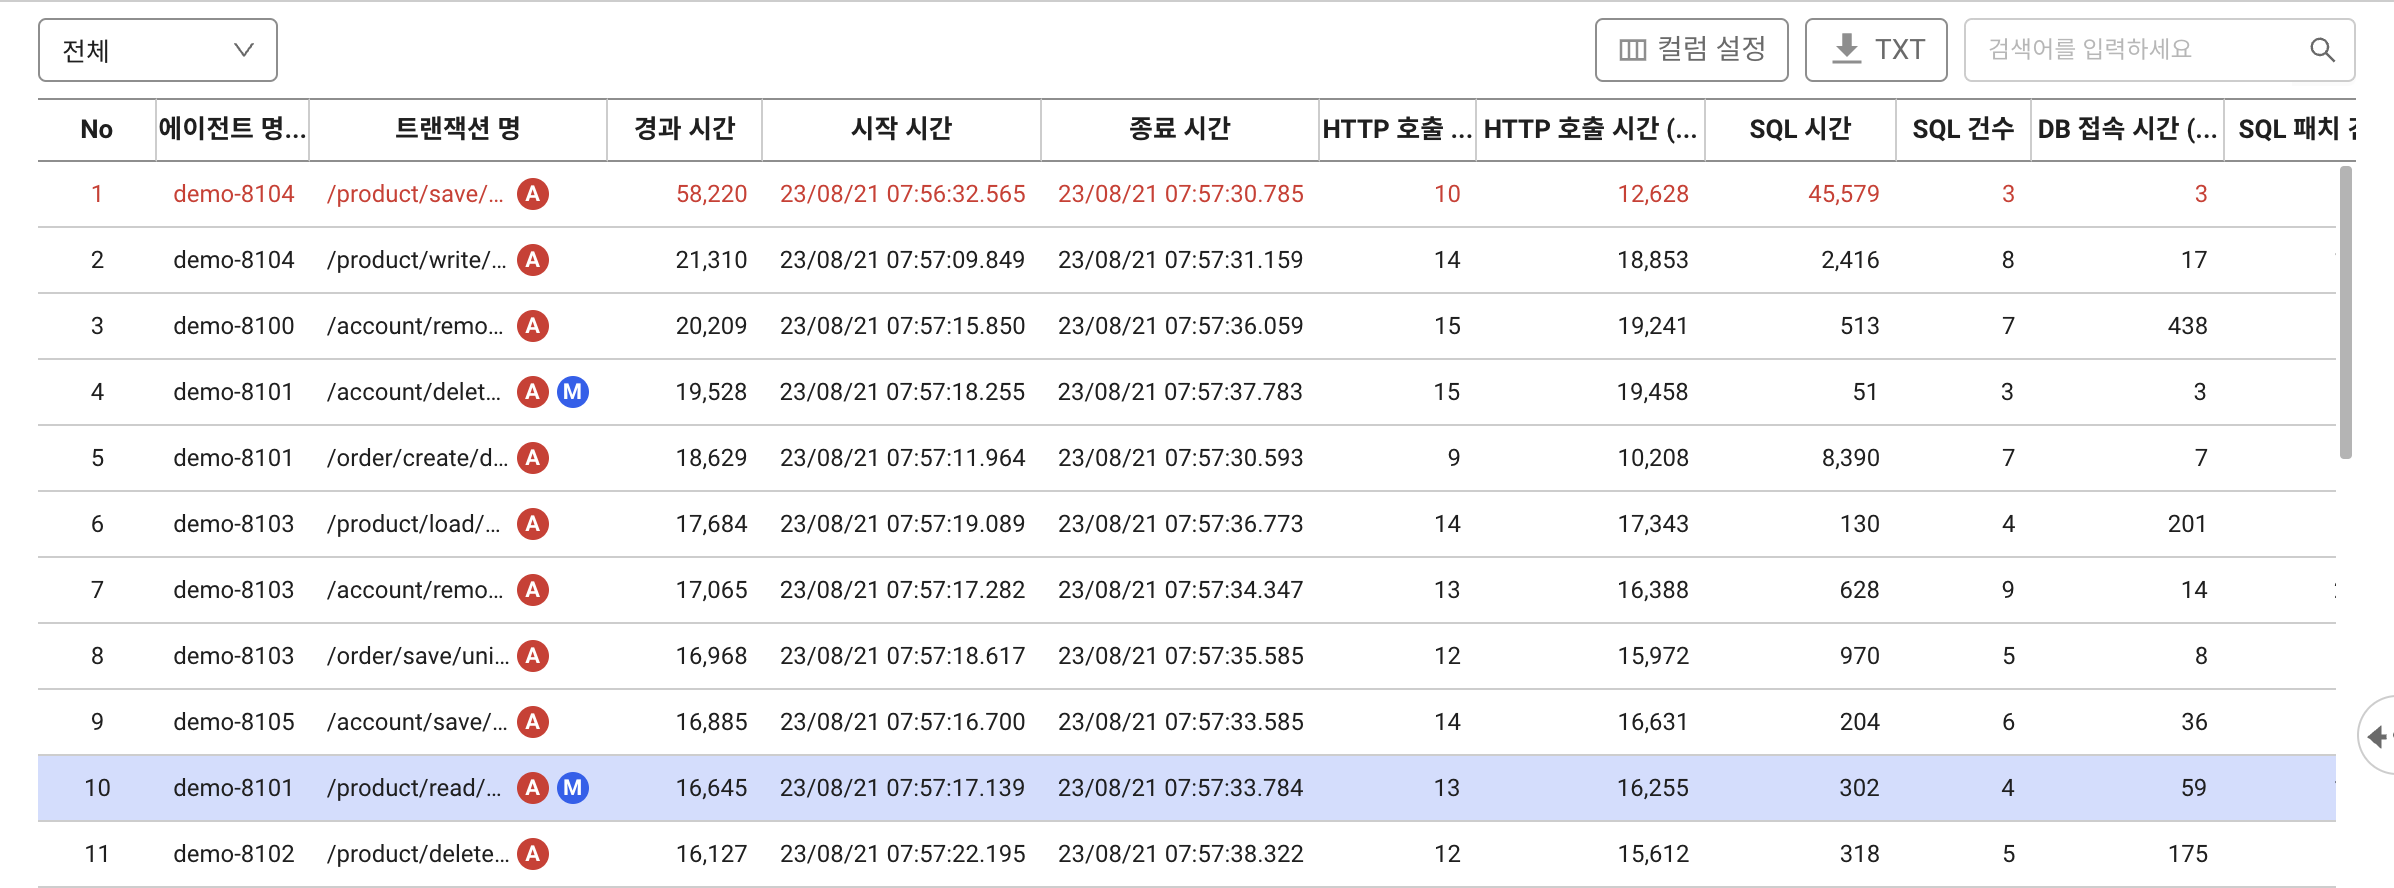 전체 컬럼 설정 TXT 검색어를 입력하세요
No 에이전트 명... 트랜잭션 명 경과 시간 시작 시간 종료 시간 HTTP 호출 ... HTTP 호출 시간 (... SQL 시간 SQL 건수 DB 접속 시간 (... SQL 패치
1 demo-8104 /product/save/... A 58,220 23/08/21 07:56:32.565 23/08/21 07:57:30.785 10 12,628 45,579 3 3
2 demo-8104 /product/write/... A 21,310 23/08/21 07:57:09.849 23/08/21 07:57:31.159 14 18,853 2,416 8 17
3 demo-8100 /account/remo... A 20,209 23/08/21 07:57:15.850 23/08/21 07:57:36.059 15 19,241 513 7 438
4 demo-8101 /account/delet... A M 19,528 23/08/21 07:57:18.255 23/08/21 07:57:37.783 15 19,458 51 3 3
5 demo-8101 /order/create/d... A 18,629 23/08/21 07:57:11.964 23/08/21 07:57:30.593 9 10,208 8,390 7 7
6 demo-8103 /product/load/... A 17,684 23/08/21 07:57:19.089 23/08/21 07:57:36.773 14 17,343 130 4 201
7 demo-8103 /account/remo... A 17,065 23/08/21 07:57:17.282 23/08/21 07:57:34.347 13 16,388 628 9 14
8 demo-8103 /order/save/uni... A 16,968 23/08/21 07:57:18.617 23/08/21 07:57:35.585 12 15,972 970 5 8
9 demo-8105 /account/save/... A 16,885 23/08/21 07:57:16.700 23/08/21 07:57:33.585 14 16,631 204 6 36
10 demo-8101 /product/read/... A M 16,645 23/08/21 07:57:17.139 23/08/21 07:57:33.784 13 16,255 302 4 59
11 demo-8102 /product/delete... A 16,127 23/08/21 07:57:22.195 23/08/21 07:57:38.322 12 15,612 318 5 175